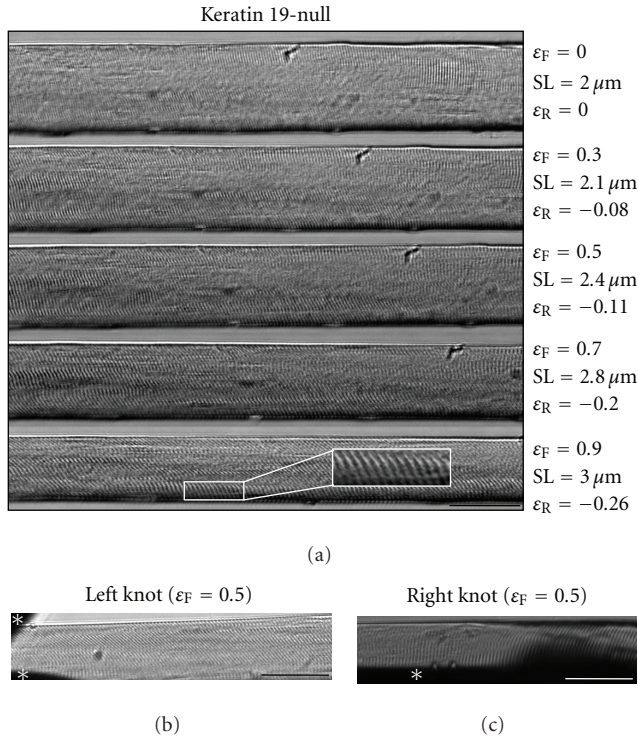 Keratin 19-null
εF = 0
SL = 2 μm
εR = 0
εF = 0.3
SL = 2.1 μm
εR = −0.08
εF = 0.5
SL = 2.4 μm
εR = −0.11
εF = 0.7
SL = 2.8 μm
εR = −0.2
εF = 0.9
SL = 3 μm
εR = −0.26
(a)
Left knot (εF = 0.5)
Right knot (εF = 0.5)
*
*
*
(b)
(c)